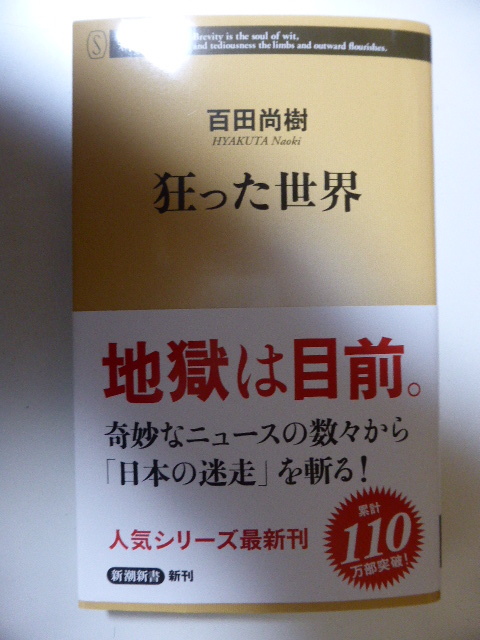 S
Brevity is the soul of wit,
and tediousness the limbs and outward flourishes.
百田尚樹
HYAKUTA Naoki
狂った世界
地獄は目前。
奇妙なニュースの数々から
「日本の迷走」を斬る！
人気シリーズ最新刊
累計
110
万部突破！
新潮新書 新刊